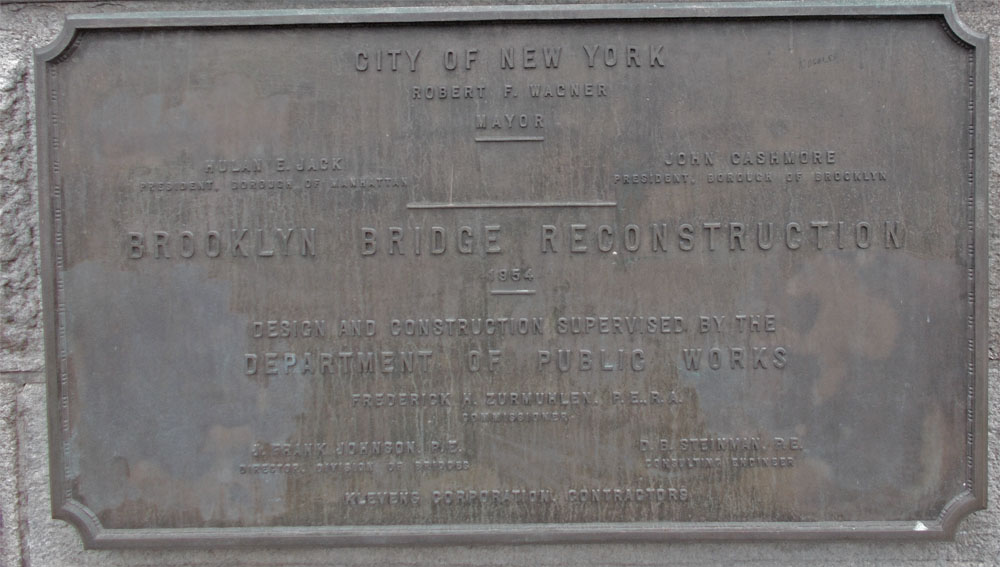 CITY OF NEW YORK
ROBERT F. WAGNER
MAYOR
HULAN E. JACK
PRESIDENT, BOROUGH OF MANHATTAN
JOHN CASHMORE
PRESIDENT, BOROUGH OF BROOKLYN
BROOKLYN BRIDGE RECONSTRUCTION
1954
DESIGN AND CONSTRUCTION SUPERVISED BY THE
DEPARTMENT OF PUBLIC WORKS
FREDERICK H. ZURMUHLEN, P.E.R.A.
COMMISSIONER
J. FRANK JOHNSON, P.E.
DIRECTOR, DIVISION OF BRIDGES
D.B. STEINMAN, P.E.
CONSULTING ENGINEER
KLEVENS CORPORATION, CONTRACTORS